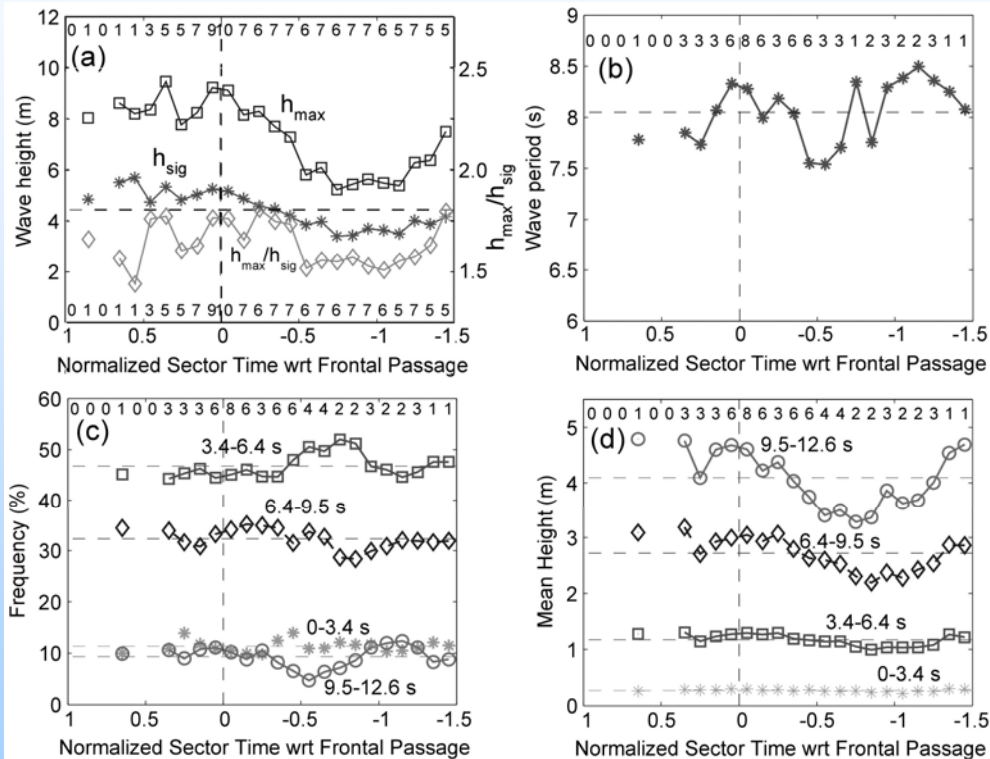 12
10
8
6
4
2
0
Wave height (m)
0 1 0 1 3 5 5 7 9 1 0 7 6 7 7 7 6 7 7 7 6 5 7 5 5
(a)
h_max
h_sig
h_max/h_sig
0 1 0 1 3 5 5 7 9 1 0 7 6 7 7 7 6 7 7 7 6 5 7 5 5
2.5
2.0
1.5
h_max/h_sig
1 0.5 0 -0.5 -1 -1.5
Normalized Sector Time wrt Frontal Passage
9
8.5
8
7.5
7
6.5
6
Wave period (s)
0 0 0 1 0 0 3 3 3 6 8 6 3 6 6 3 3 1 2 3 2 2 3 1 1
(b)
1 0.5 0 -0.5 -1 -1.5
Normalized Sector Time wrt Frontal Passage
60
50
40
30
20
10
0
Frequency (%)
0 0 0 1 0 0 3 3 3 6 8 6 3 6 6 4 4 2 2 3 2 2 3 1 1
(c)
3.4-6.4 s
6.4-9.5 s
0-3.4 s
9.5-12.6 s
1 0.5 0 -0.5 -1 -1.5
Normalized Sector Time wrt Frontal Passage
5
4
3
2
1
0
Mean Height (m)
0 0 0 1 0 0 3 3 3 6 8 6 3 6 6 4 4 2 2 3 2 2 3 1 1
(d)
9.5-12.6 s
6.4-9.5 s
3.4-6.4 s
0-3.4 s
1 0.5 0 -0.5 -1 -1.5
Normalized Sector Time wrt Frontal Passage